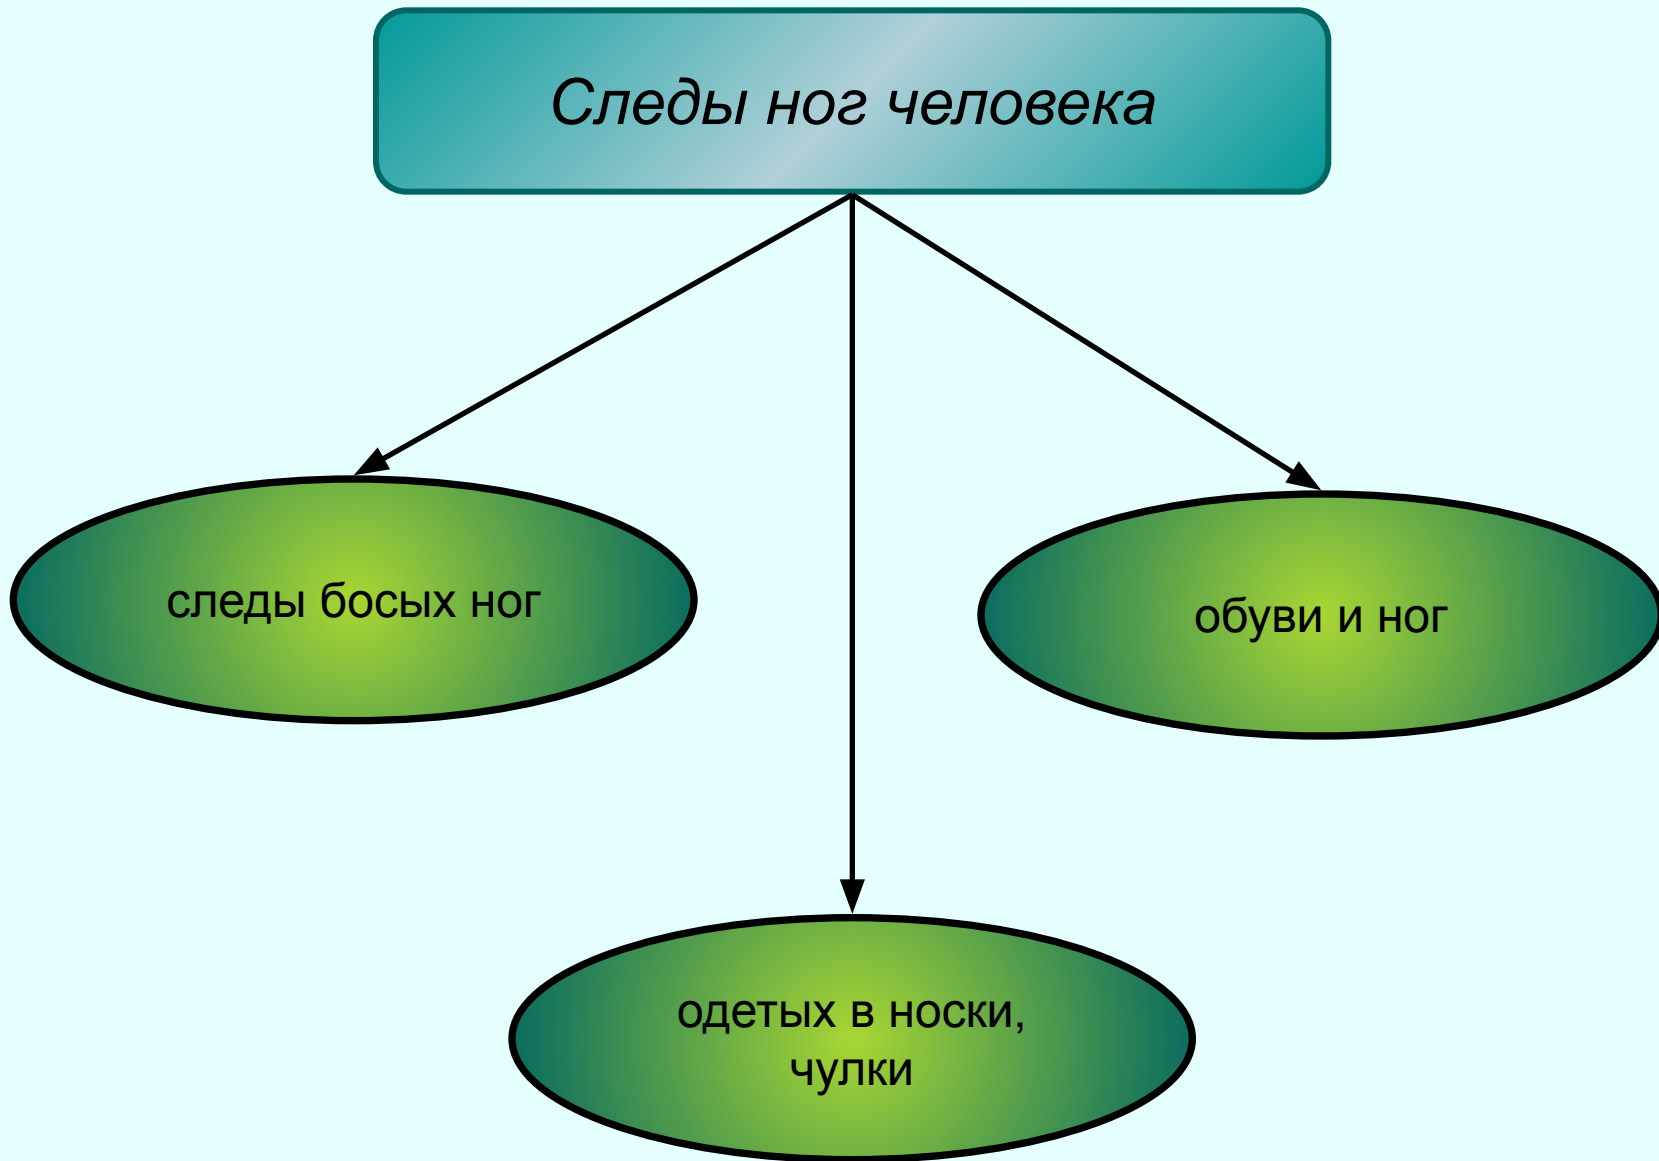 Следы ног человека
следы босых ног
обуви и ног
одетых в носки,
чулки